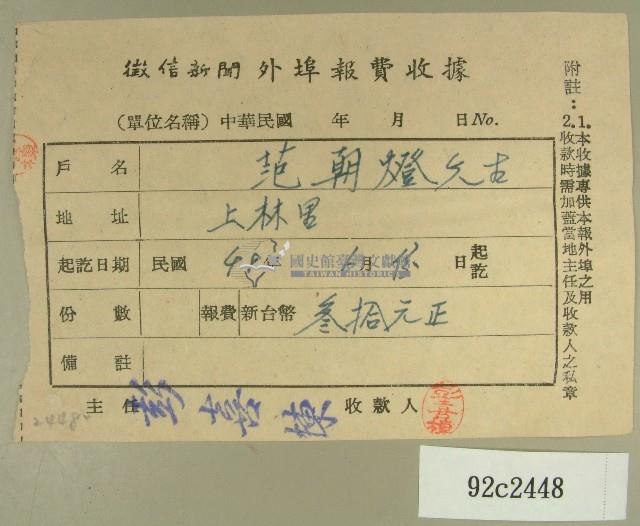 徵信新聞外埠報費收據
(單位名稱) 中華民國 年 月 日 No.
戶名 范朝燈 允古
地址 上林里
起訖日期 民國 年 月 日 起訖
份數 報費 新台幣 叁拾元正
備註
主任 收款人
附註：
1.本收據專供本報外埠之用
2.收款時需加蓋當地主任及收款人之私章
國史館臺灣文獻館
TAIWAN HISTORICA
92c2448